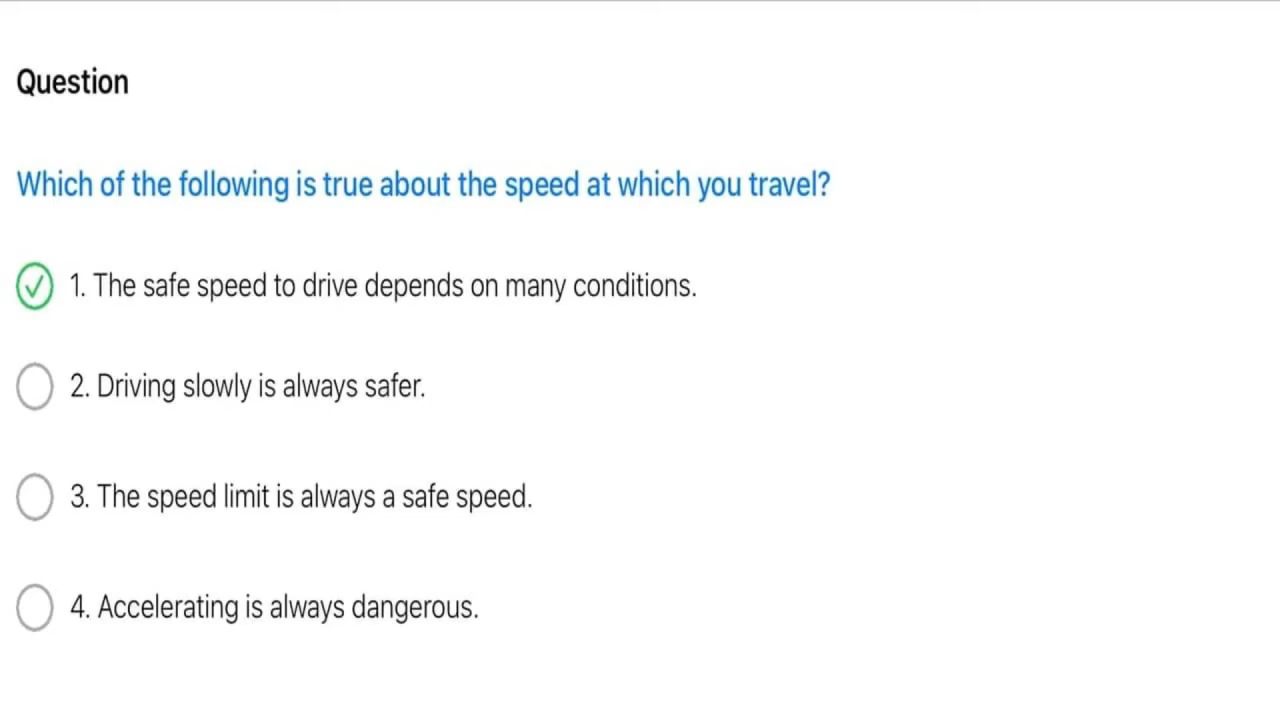 Question
Which of the following is true about the speed at which you travel?
1. The safe speed to drive depends on many conditions.
2. Driving slowly is always safer.
3. The speed limit is always a safe speed.
4. Accelerating is always dangerous.